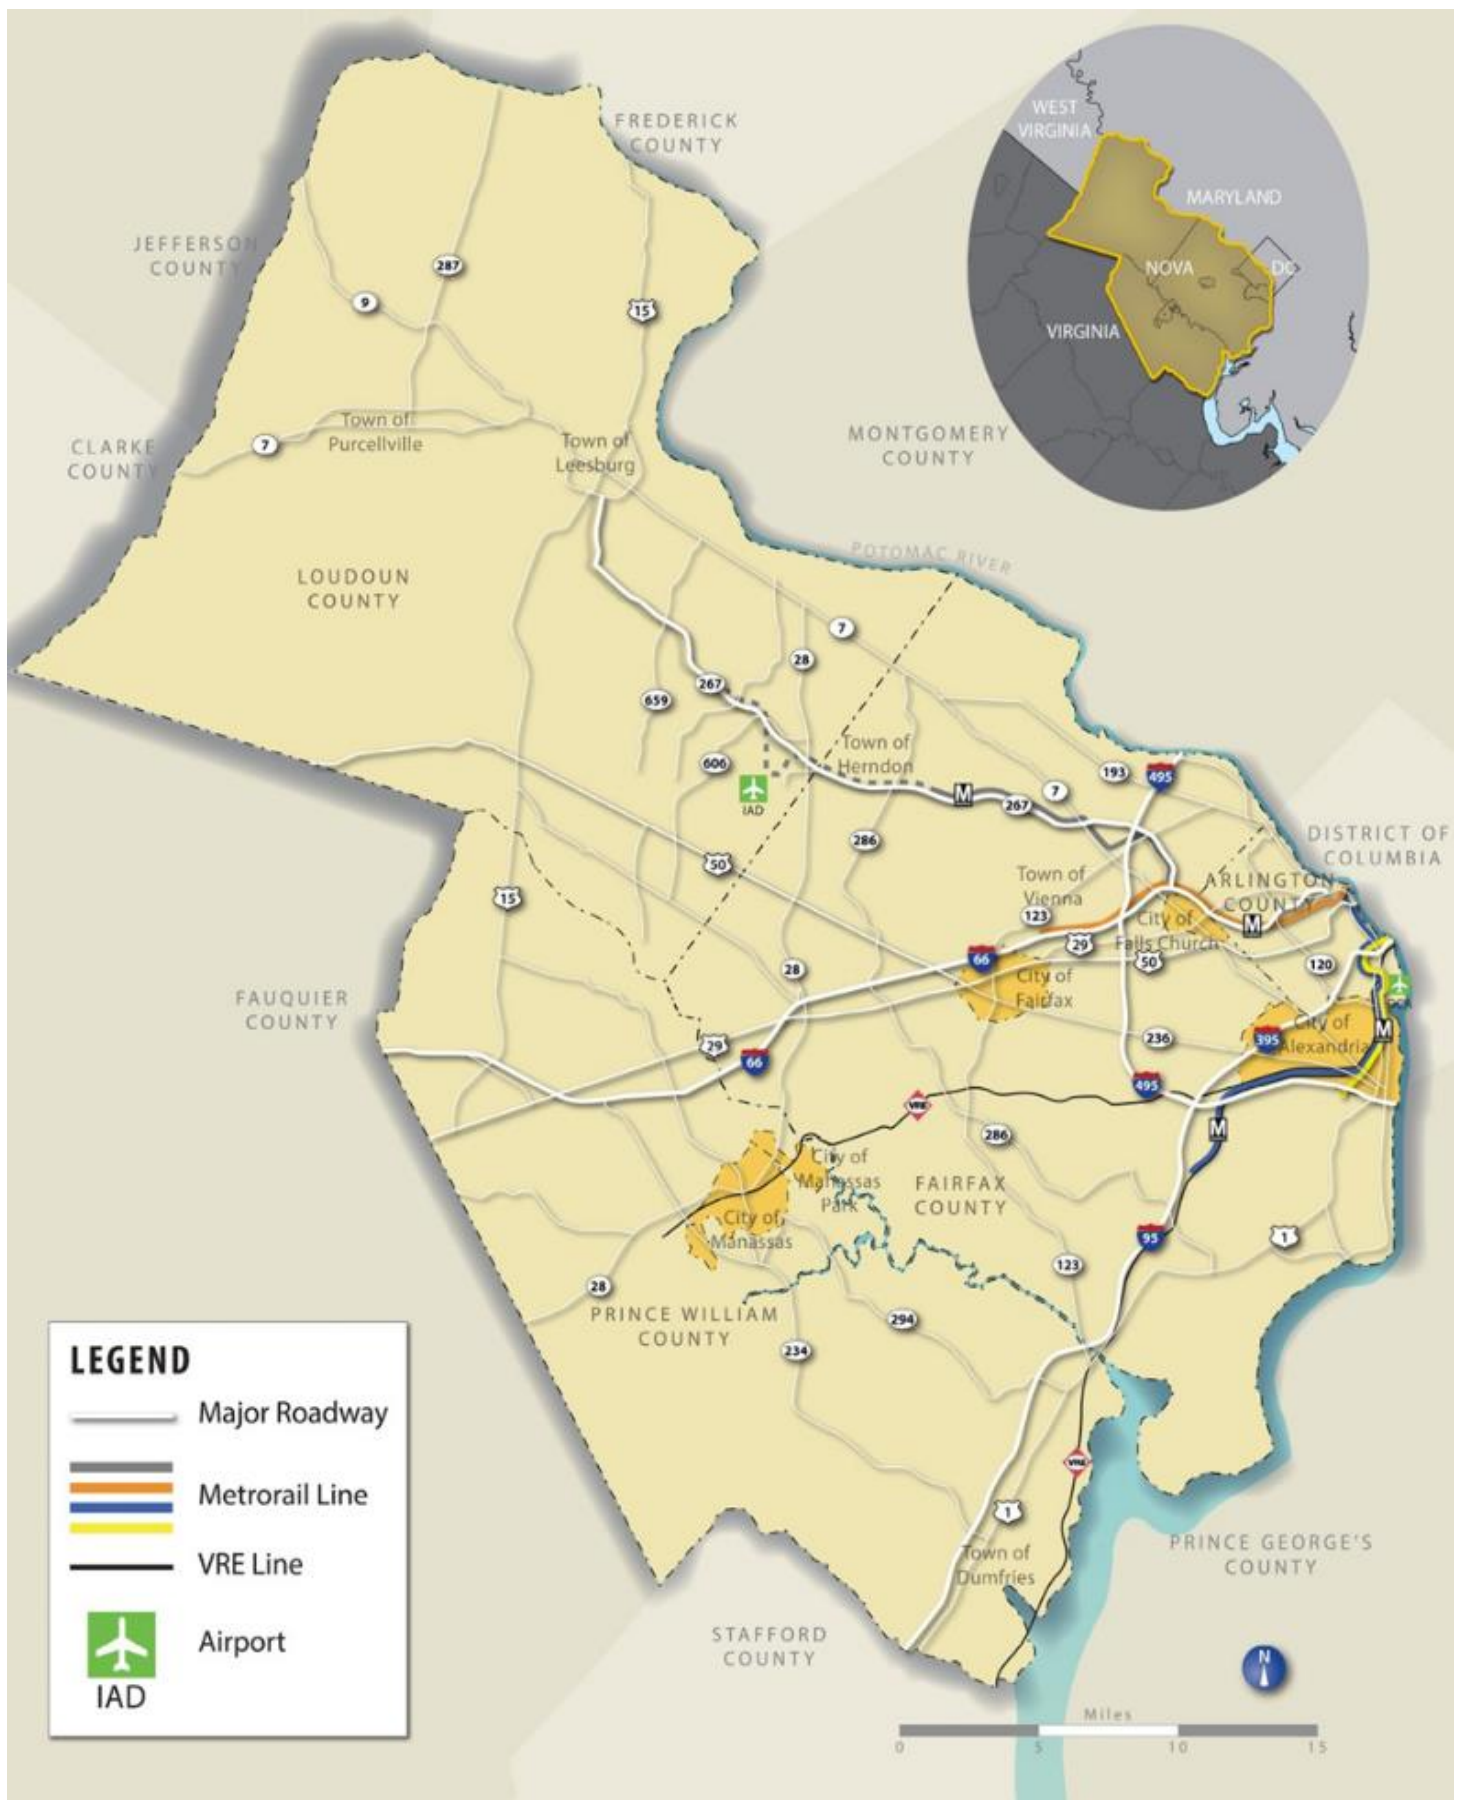 WEST
VIRGINIA
MARYLAND
NOVA
DC
VIRGINIA
FREDERICK
COUNTY
JEFFERSON
COUNTY
287
9
15
CLARKE
COUNTY
7
Town of
Purcellville
Town of
Leesburg
MONTGOMERY
COUNTY
POTOMAC RIVER
LOUDOUN
COUNTY
7
28
267
659
606
IAD
Town of
Herndon
M
267
7
193
495
286
50
15
DISTRICT OF
COLUMBIA
Town of
Vienna
123
ARLINGTON
COUNTY
M
City of
Falls Church
29
50
120
66
28
City of
Fairfax
FAUQUIER
COUNTY
29
66
236
395
City of
Alexandria
M
495
VRE
M
286
City of
Manassas
Park
FAIRFAX
COUNTY
City of
Manassas
95
1
123
28
PRINCE WILLIAM
COUNTY
294
234
VRE
1
Town of
Dumfries
PRINCE GEORGE'S
COUNTY
STAFFORD
COUNTY
LEGEND
Major Roadway
Metrorail Line
VRE Line
Airport
IAD
N
Miles
0 5 10 15